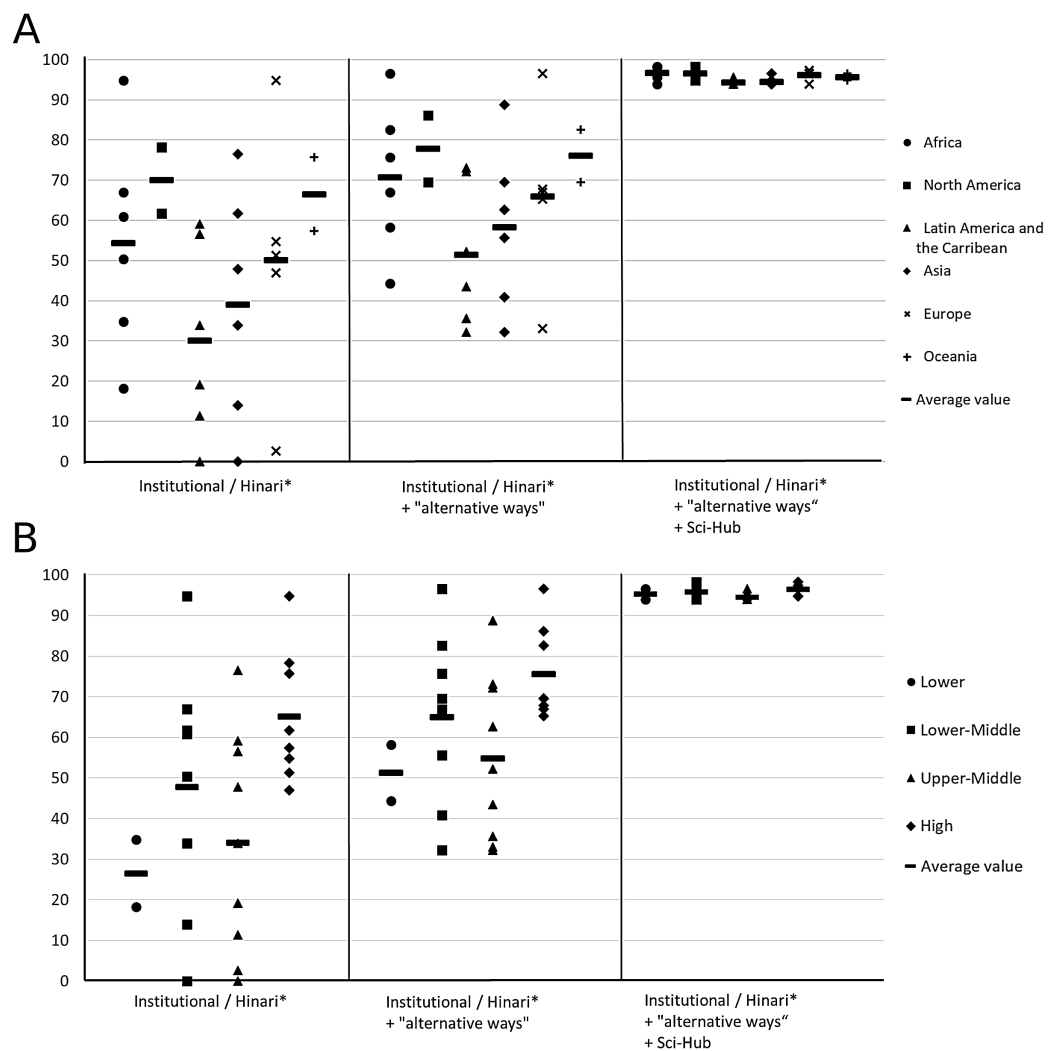 A
100
90
80
70
60
50
40
30
20
10
0
Institutional / Hinari*
Institutional / Hinari*
+ "alternative ways"
Institutional / Hinari*
+ "alternative ways“
+ Sci-Hub
Africa
North America
Latin America and
the Carribean
Asia
Europe
Oceania
Average value
B
100
90
80
70
60
50
40
30
20
10
0
Institutional / Hinari*
Institutional / Hinari*
+ "alternative ways"
Institutional / Hinari*
+ "alternative ways“
+ Sci-Hub
Lower
Lower-Middle
Upper-Middle
High
Average value